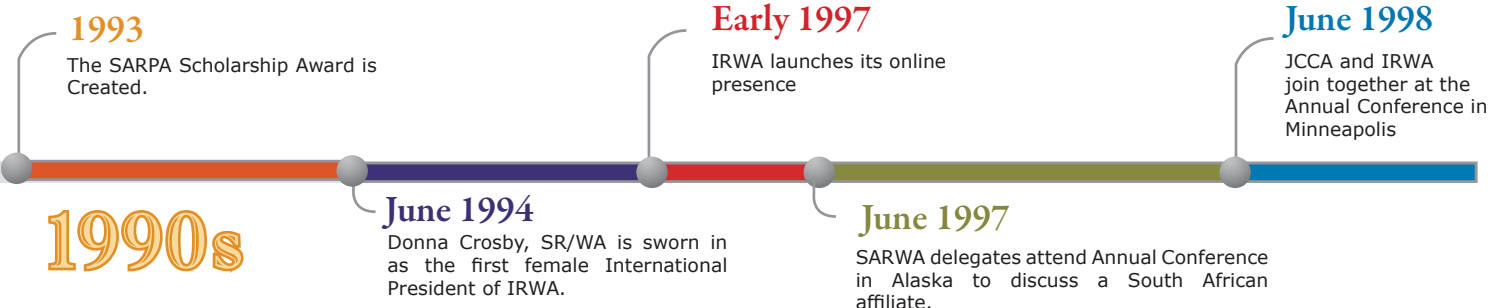 1993
The SARPA Scholarship Award is
Created.
Early 1997
IRWA launches its online
presence
June 1998
JCCA and IRWA
join together at the
Annual Conference in
Minneapolis
1990s
June 1994
Donna Crosby, SR/WA is sworn in
as the first female International
President of IRWA.
June 1997
SARWA delegates attend Annual Conference
in Alaska to discuss a South African
affiliate.